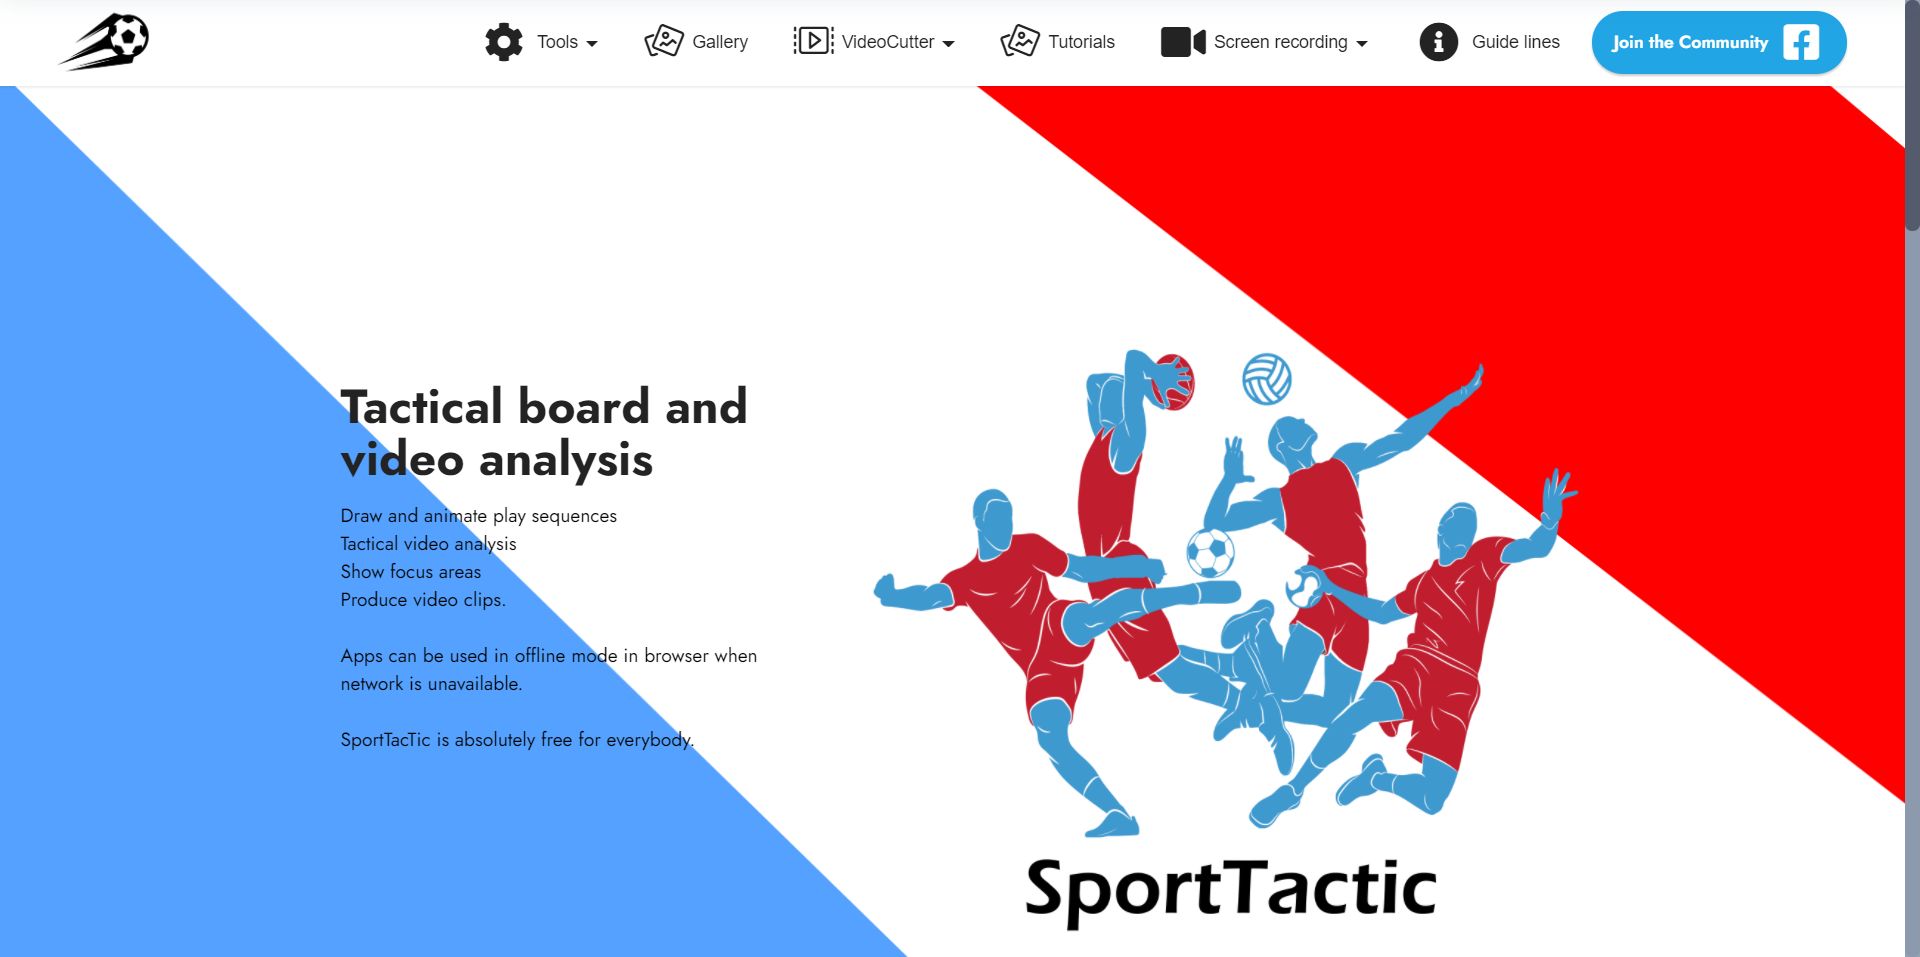 Tools
Gallery
VideoCutter
Tutorials
Screen recording
Guide lines
Join the Community
Tactical board and
video analysis
Draw and animate play sequences
Tactical video analysis
Show focus areas
Produce video clips.
Apps can be used in offline mode in browser when
network is unavailable.
SportTacTic is absolutely free for everybody.
SportTactic